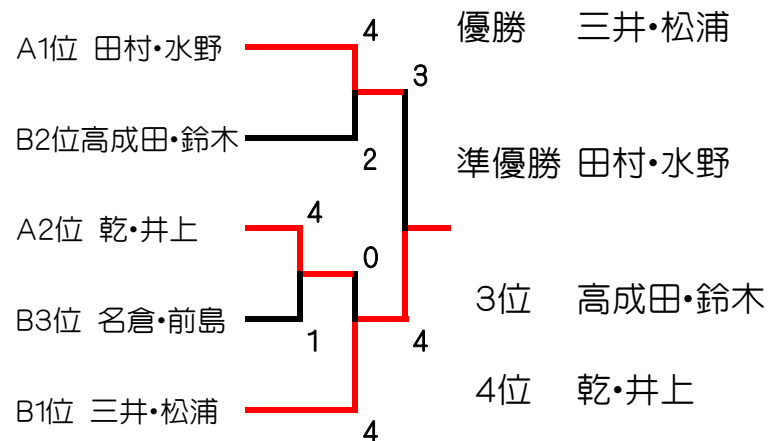 A1位 田村・水野
4
優勝 三井・松浦
3
B2位高成田・鈴木
2
準優勝 田村・水野
A2位 乾・井上
4
0
3位 高成田・鈴木
B3位 名倉・前島
1
4
4位 乾・井上
B1位 三井・松浦
4